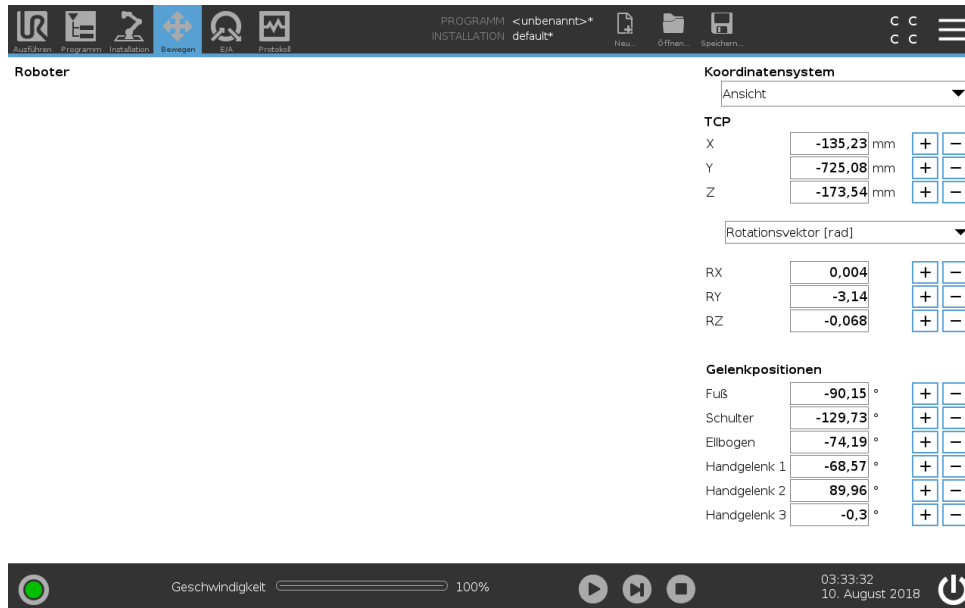 PROGRAMM <unbenannt>*
INSTALLATION default*
Ausführen Programm Installation Bewegen E/A Protokoll Neu... Öffnen... Speichern...
C C
C C
Roboter
Koordinatensystem
Ansicht
TCP
X -135,23 mm + −
Y -725,08 mm + −
Z -173,54 mm + −
Rotationsvektor [rad]
RX 0,004 + −
RY -3,14 + −
RZ -0,068 + −
Gelenkpositionen
Fuß -90,15 ° + −
Schulter -129,73 ° + −
Ellbogen -74,19 ° + −
Handgelenk 1 -68,57 ° + −
Handgelenk 2 89,96 ° + −
Handgelenk 3 -0,3 ° + −
Geschwindigkeit 100%
03:33:32
10. August 2018